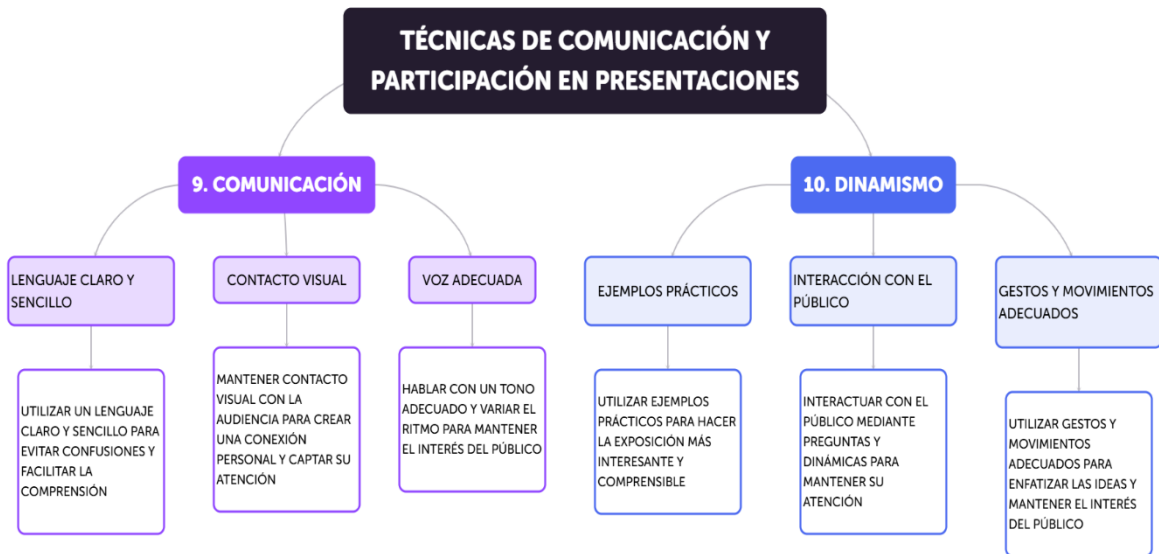 TÉCNICAS DE COMUNICACIÓN Y
PARTICIPACIÓN EN PRESENTACIONES
9. COMUNICACIÓN
LENGUAJE CLARO Y
SENCILLO
UTILIZAR UN LENGUAJE
CLARO Y SENCILLO PARA
EVITAR CONFUSIONES Y
FACILITAR LA
COMPRENSIÓN
CONTACTO VISUAL
MANTENER CONTACTO
VISUAL CON LA
AUDIENCIA PARA CREAR
UNA CONEXIÓN
PERSONAL Y CAPTAR SU
ATENCIÓN
VOZ ADECUADA
HABLAR CON UN TONO
ADECUADO Y VARIAR EL
RITMO PARA MANTENER
EL INTERÉS DEL PÚBLICO
10. DINAMISMO
EJEMPLOS PRÁCTICOS
UTILIZAR EJEMPLOS
PRÁCTICOS PARA HACER
LA EXPOSICIÓN MÁS
INTERESANTE Y
COMPRENSIBLE
INTERACCIÓN CON EL
PÚBLICO
INTERACTUAR CON EL
PÚBLICO MEDIANTE
PREGUNTAS Y
DINÁMICAS PARA
MANTENER SU
ATENCIÓN
GESTOS Y MOVIMIENTOS
ADECUADOS
UTILIZAR GESTOS Y
MOVIMIENTOS
ADECUADOS PARA
ENFATIZAR LAS IDEAS Y
MANTENER EL INTERÉS
DEL PÚBLICO